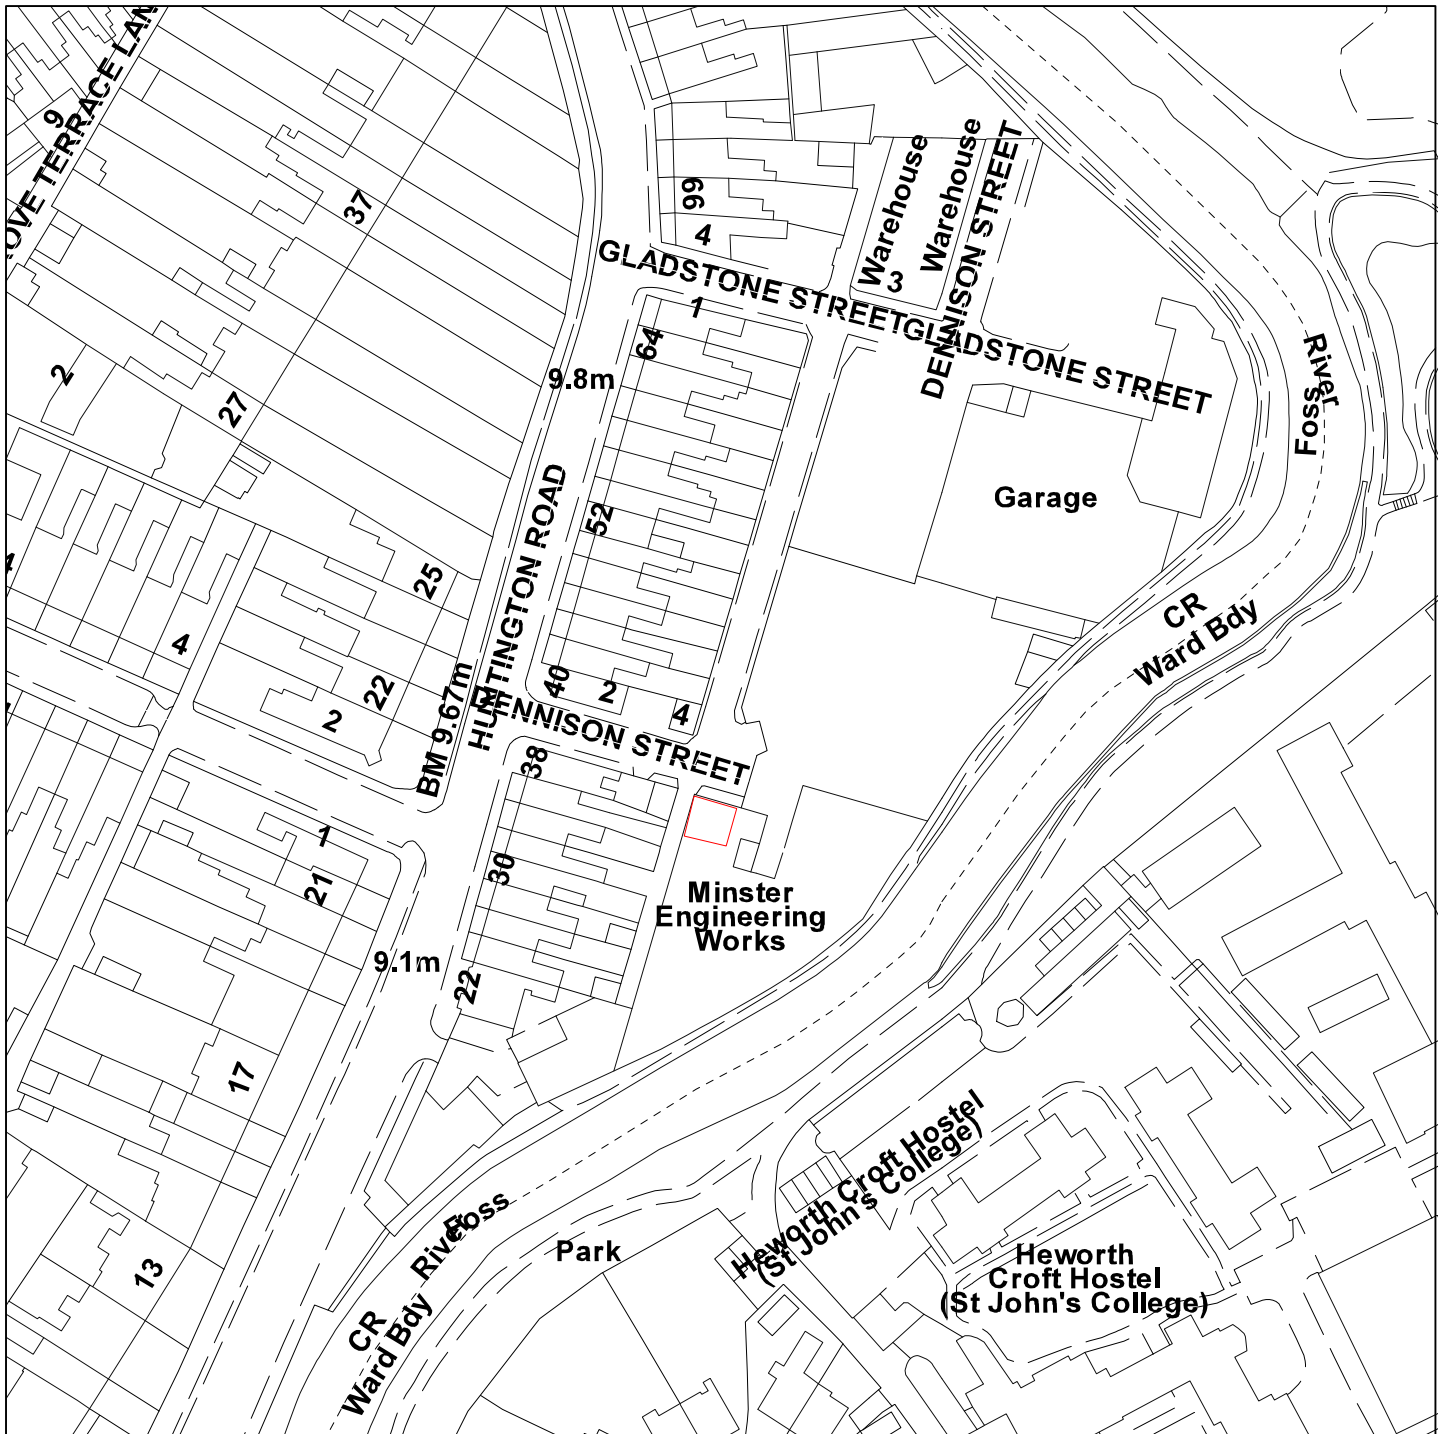 OVE TERRACE LAN
9
37
99
4
Warehouse
Warehouse
3
DENNISON STREET
GLADSTONE STREET
GLADSTONE STREET
1
64
9.8m
2
27
River
Foss
Garage
52
HUNTINGTON ROAD
25
4
4
22
2
BM 9.67m
40
2
4
DENNISON STREET
CR
Ward Bdy
38
30
22
1
21
9.1m
Minster
Engineering
Works
17
13
River
Foss
CR
Ward Bdy
Park
Heworth Croft Hostel
(St John's College)
Heworth
Croft Hostel
(St John's College)